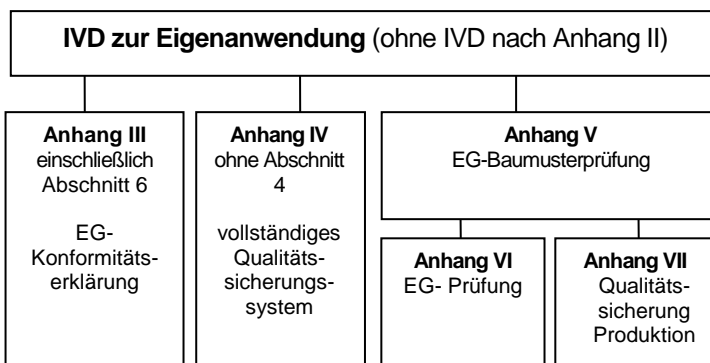 IVD zur Eigenanwendung (ohne IVD nach Anhang II)
Anhang III
einschließlich
Abschnitt 6
EG-
Konformitäts-
erklärung
Anhang IV
ohne Abschnitt
4
vollständiges
Qualitäts-
sicherungs-
system
Anhang V
EG-Baumusterprüfung
Anhang VI
EG- Prüfung
Anhang VII
Qualitäts-
sicherung
Produktion